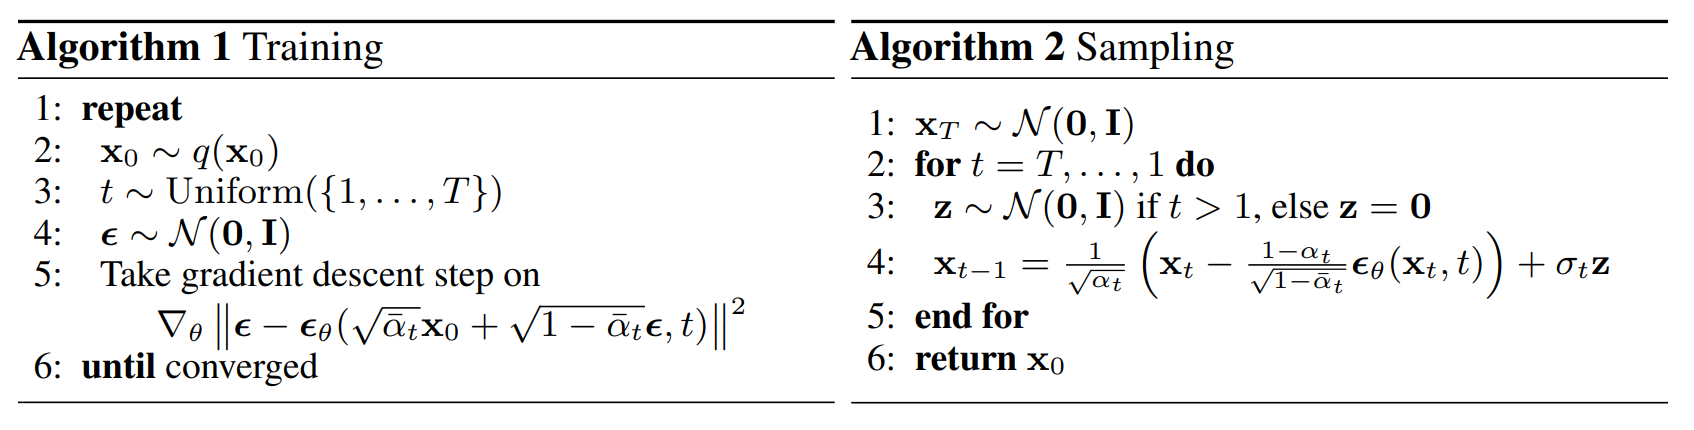 Algorithm 1 Training
1: repeat
2: x₀ ∼ q(x₀)
3: t ∼ Uniform({1, . . . , T})
4: ϵ ∼ 𝒩(0, I)
5: Take gradient descent step on
∇_θ ‖ϵ − ϵ_θ(√ᾱ_t x₀ + √(1 − ᾱ_t) ϵ, t)‖²
6: until converged
Algorithm 2 Sampling
1: x_T ∼ 𝒩(0, I)
2: for t = T, . . . , 1 do
3: z ∼ 𝒩(0, I) if t > 1, else z = 0
4: x_{t−1} = 1/√α_t (x_t − (1−α_t)/√(1−ᾱ_t) ϵ_θ(x_t, t)) + σ_t z
5: end for
6: return x₀